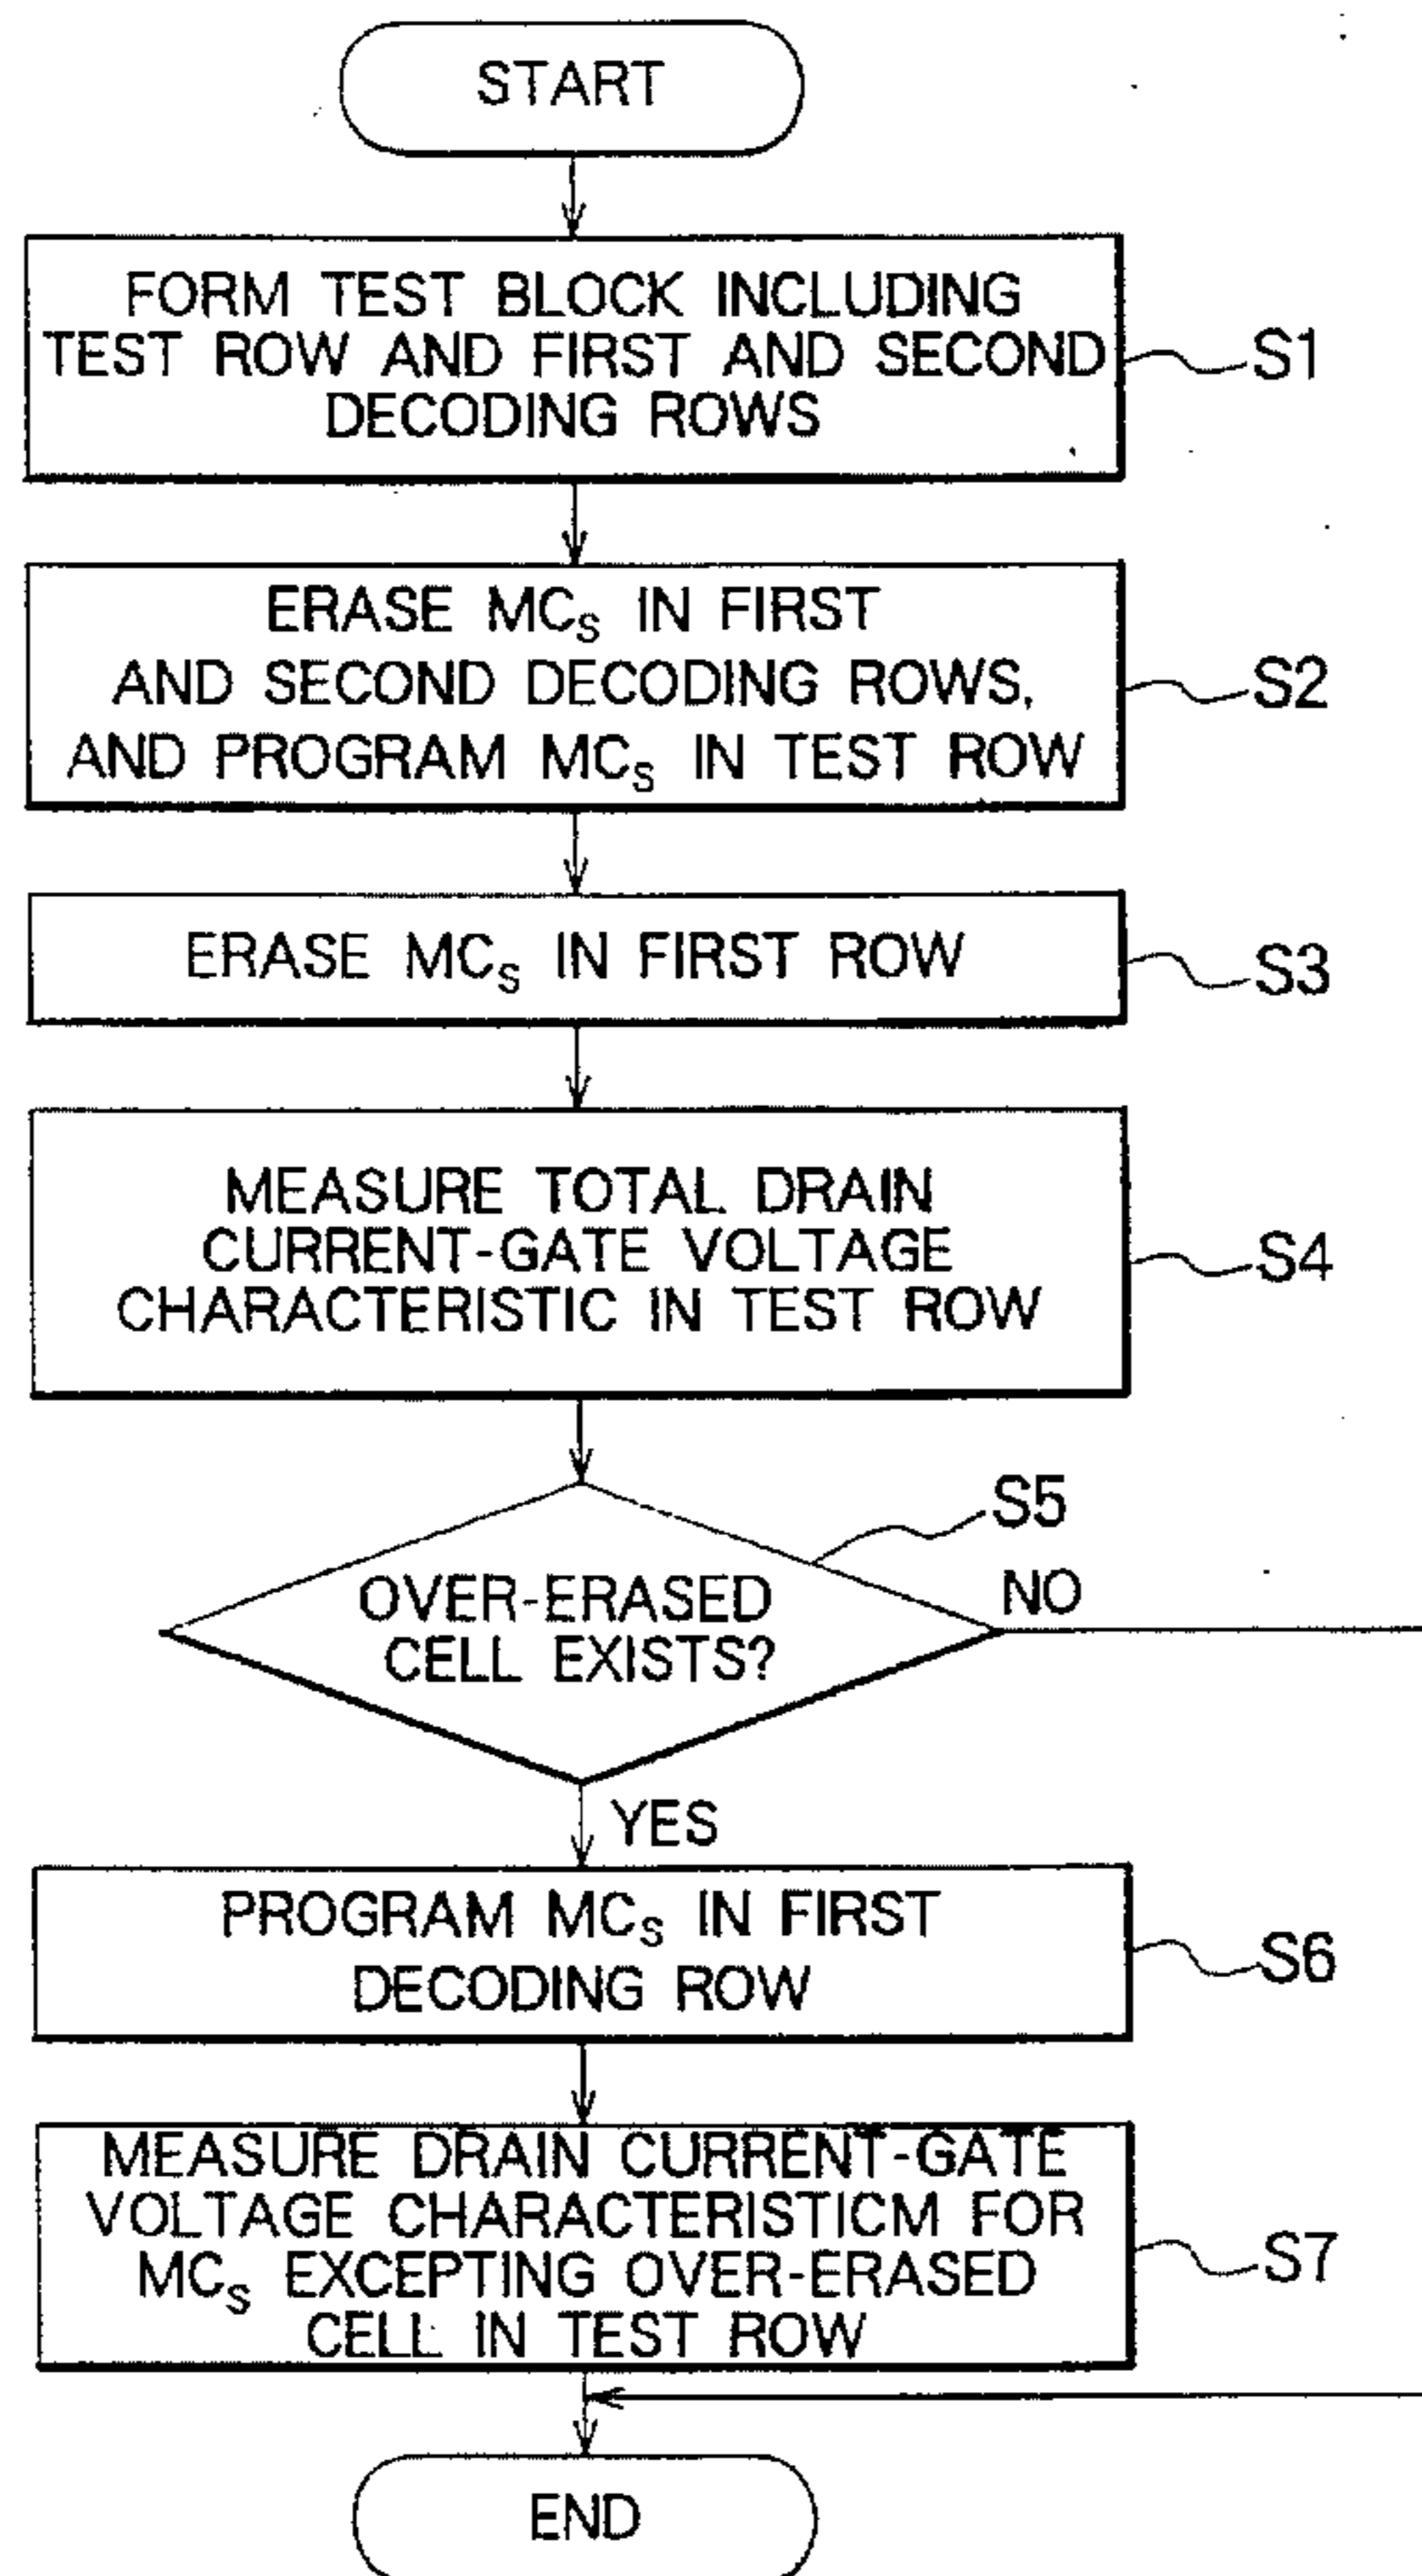 START
FORM TEST BLOCK INCLUDING
TEST ROW AND FIRST AND SECOND
DECODING ROWS
S1
ERASE MCS IN FIRST
AND SECOND DECODING ROWS,
AND PROGRAM MCS IN TEST ROW
S2
ERASE MCS IN FIRST ROW
S3
MEASURE TOTAL DRAIN
CURRENT-GATE VOLTAGE
CHARACTERISTIC IN TEST ROW
S4
S5
OVER-ERASED
CELL EXISTS?
NO
YES
PROGRAM MCS IN FIRST
DECODING ROW
S6
MEASURE DRAIN CURRENT-GATE
VOLTAGE CHARACTERISTICM FOR
MCS EXCEPTING OVER-ERASED
CELL IN TEST ROW
S7
END